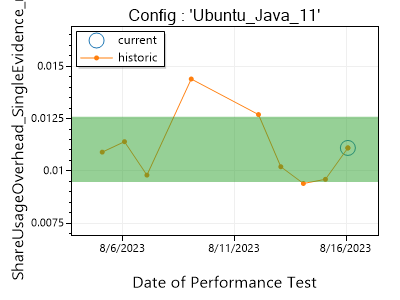 Config : 'Ubuntu_Java_11'
current
historic
ShareUsageOverhead_SingleEvidence_
0.015
0.0125
0.01
0.0075
8/6/2023
8/11/2023
8/16/2023
Date of Performance Test